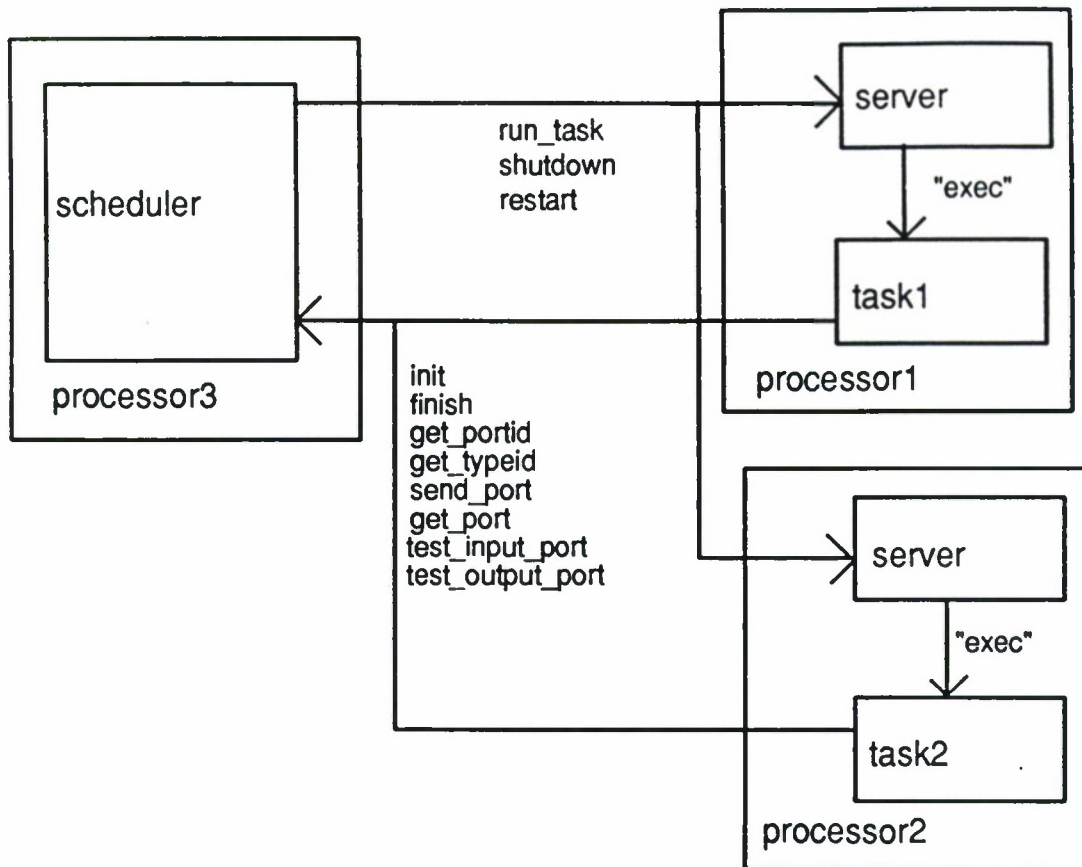 scheduler
processor3
run_task
shutdown
restart
server
"exec"
task1
processor1
init
finish
get_portid
get_typeid
send_port
get_port
test_input_port
test_output_port
server
"exec"
task2
processor2